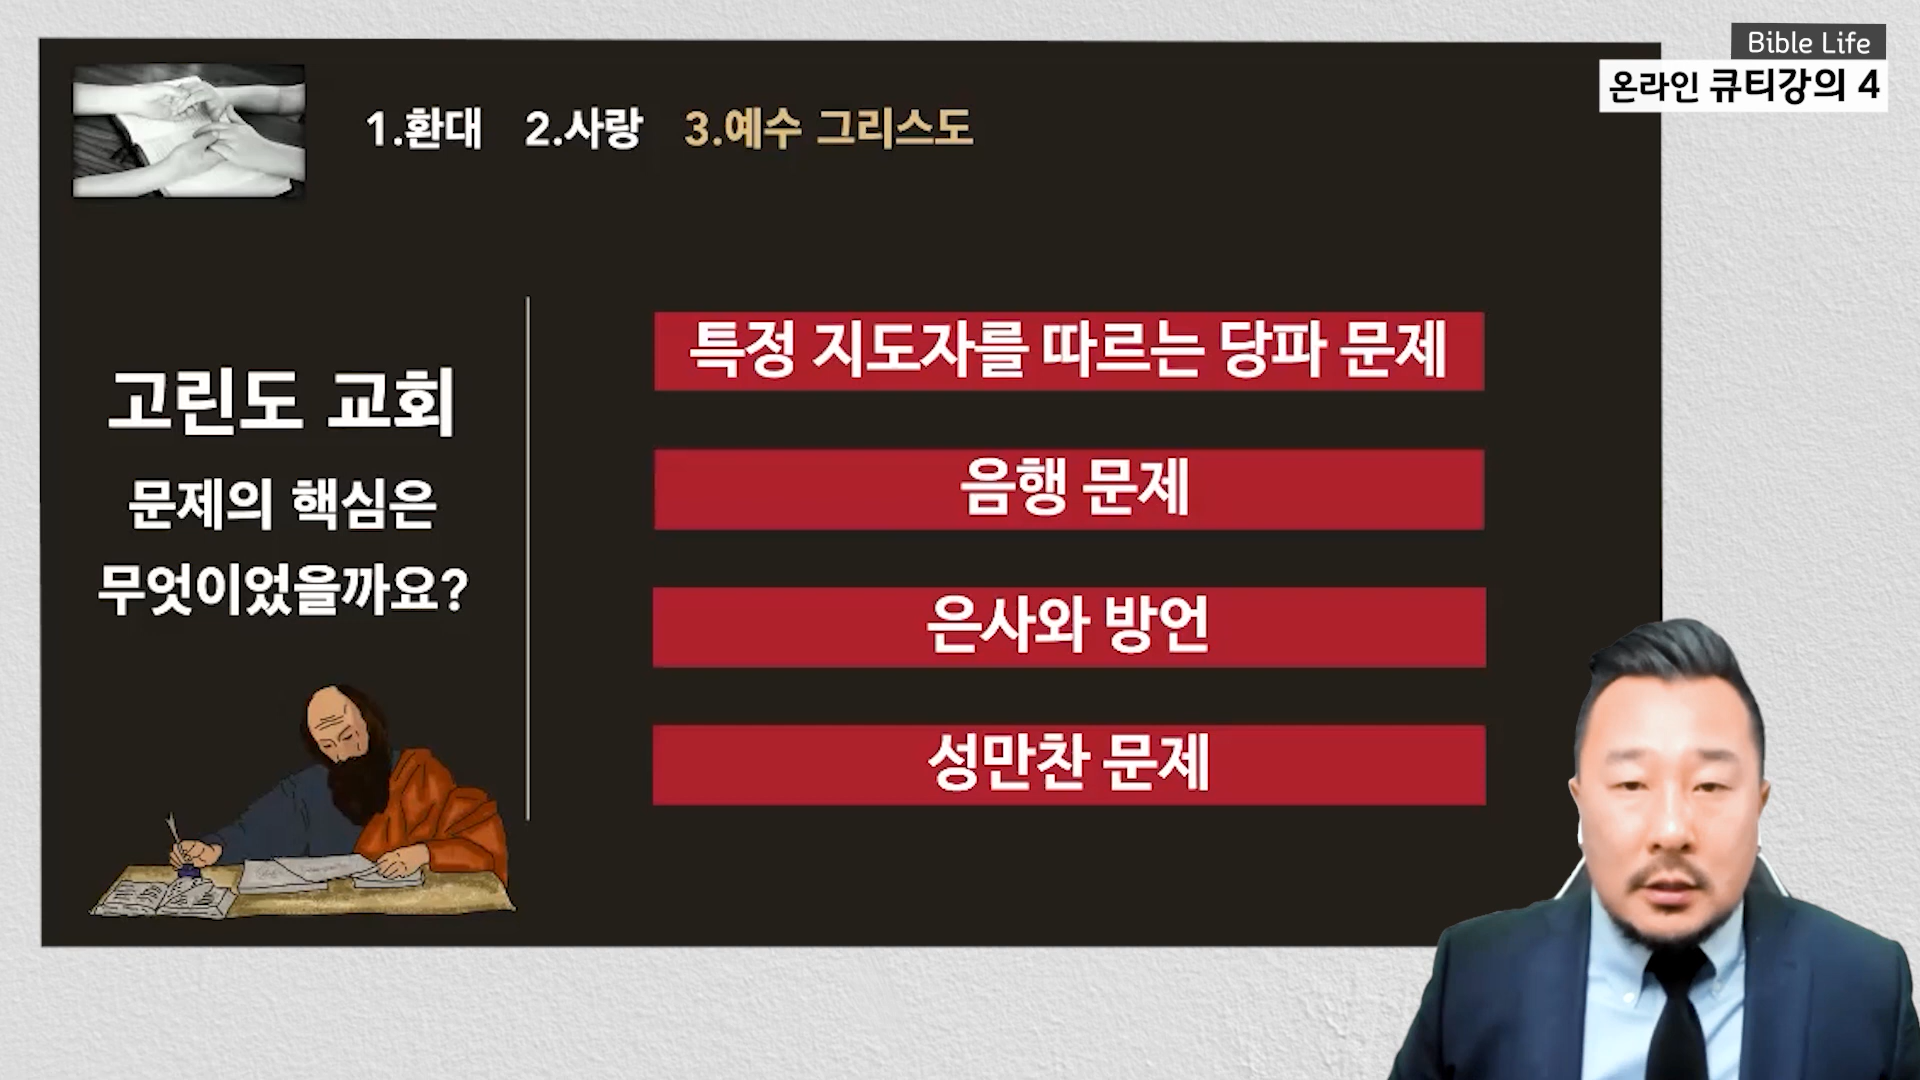 Bible Life
온라인 큐티강의 4
1.환대 2.사랑 3.예수 그리스도
고린도 교회
문제의 핵심은
무엇이었을까요?
특정 지도자를 따르는 당파 문제
음행 문제
은사와 방언
성만찬 문제